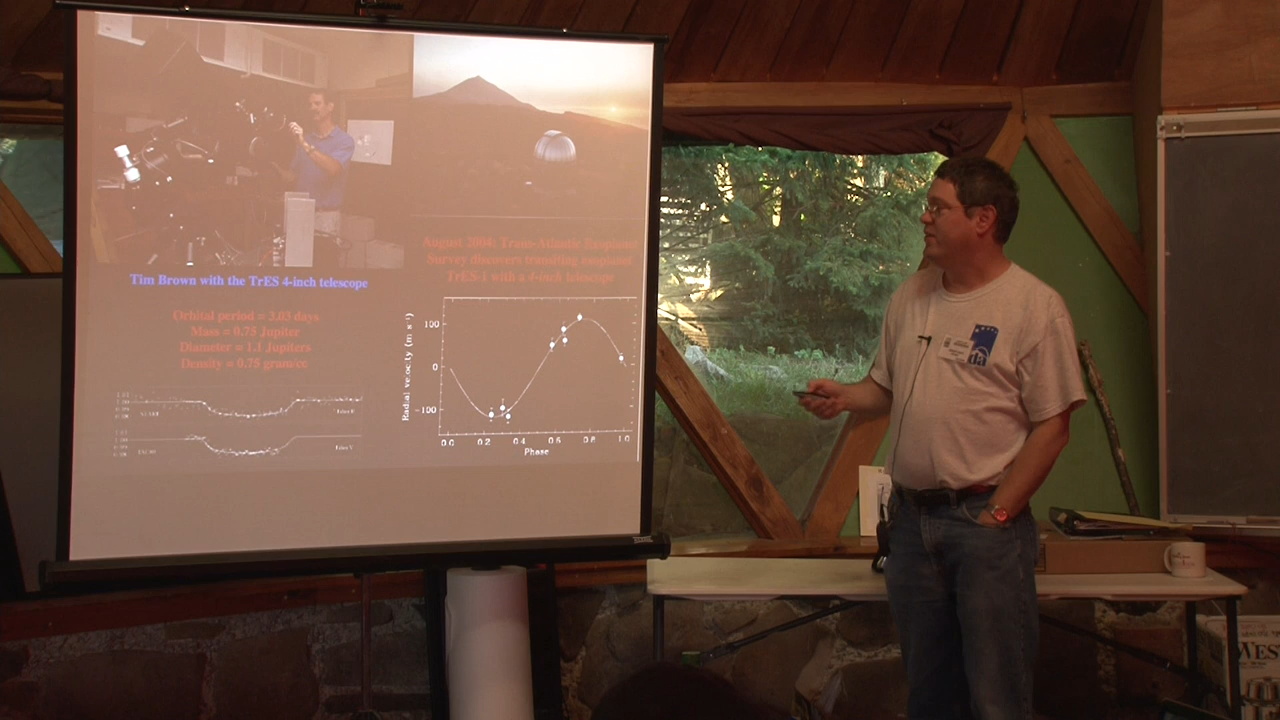 Tim Brown with the TrES 4-inch telescope
August 2004: Trans-Atlantic Exoplanet
Survey discovers transiting exoplanet
TrES-1 with a 4-inch telescope
Orbital period = 3.03 days
Mass = 0.75 Jupiter
Diameter = 1.1 Jupiters
Density = 0.75 gram/cc
Radial velocity (m s⁻¹)
100
0
-100
0.0 0.2 0.4 0.6 0.8 1.0
Phase
da
WES